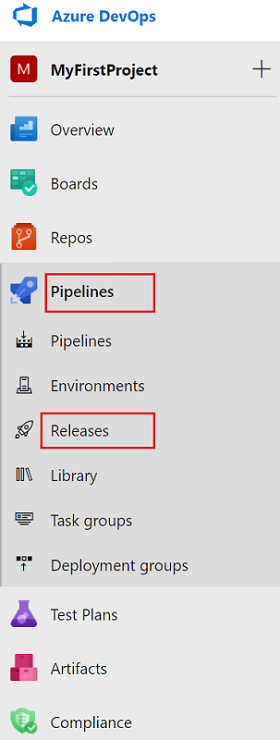 Azure DevOps
M MyFirstProject
Overview
Boards
Repos
Pipelines
Pipelines
Environments
Releases
Library
Task groups
Deployment groups
Test Plans
Artifacts
Compliance